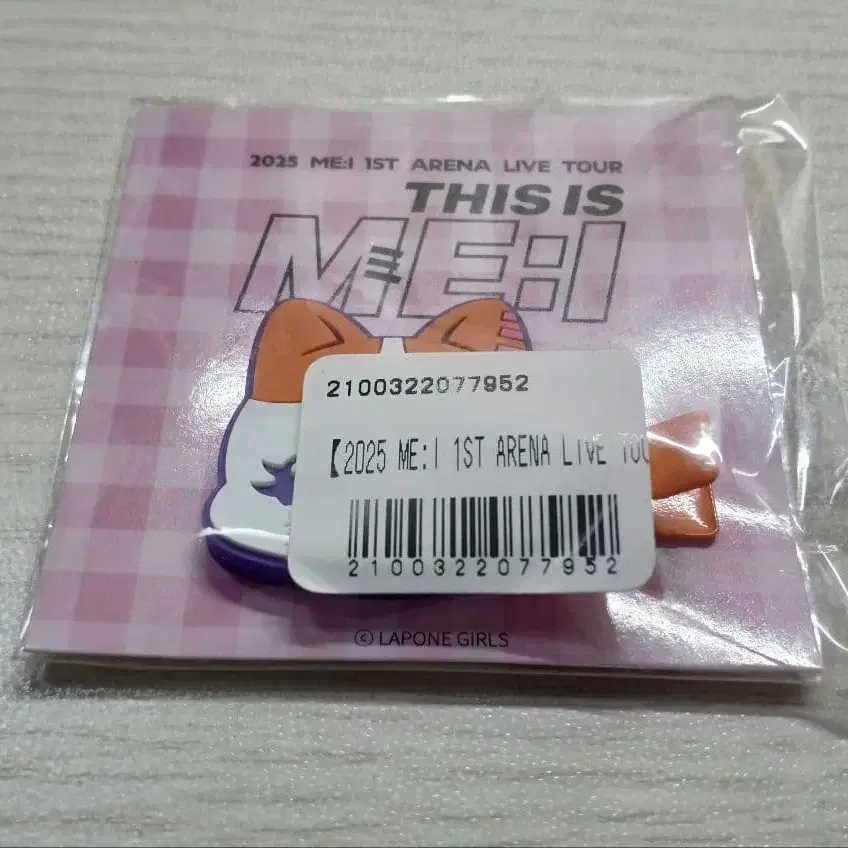 2025 ME:I 1ST ARENA LIVE TOUR
THIS IS
ME:I
2100322077952
【2025 ME:I 1ST ARENA LIVE TOU
2100322077952
© LAPONE GIRLS